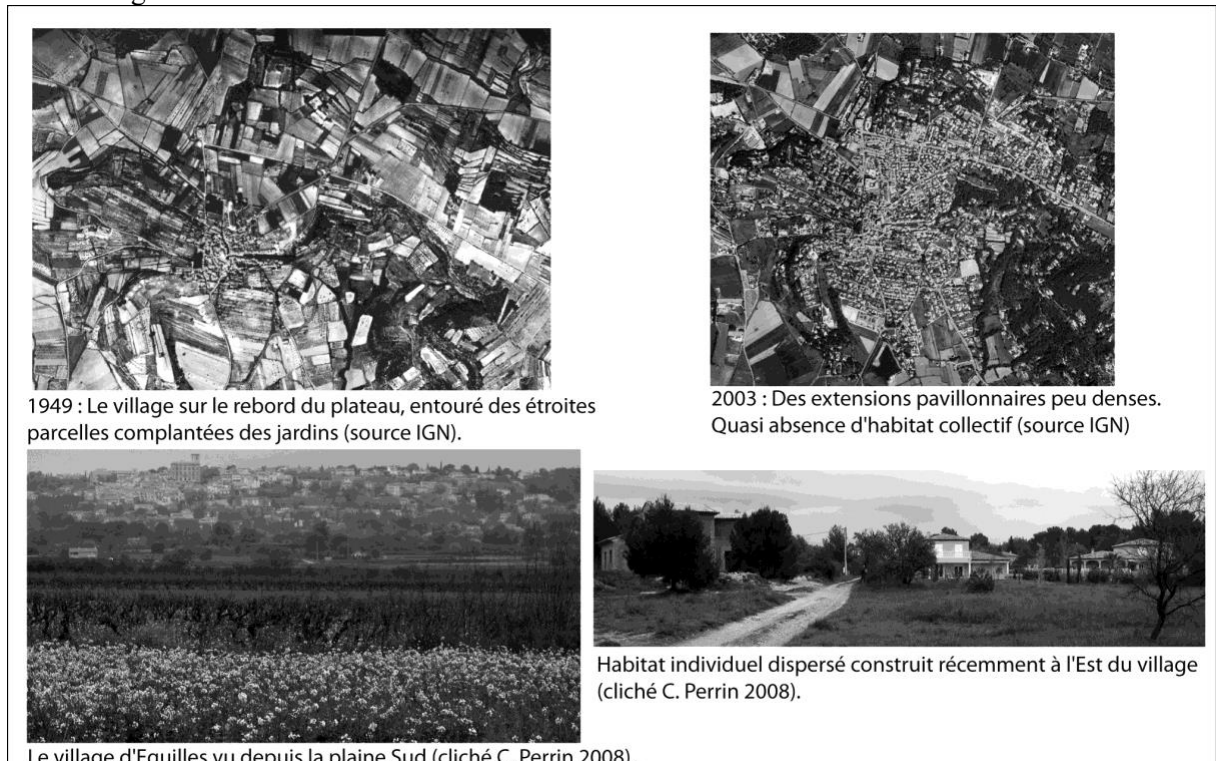 1949 : Le village sur le rebord du plateau, entouré des étroites
parcelles complantées des jardins (source IGN).
2003 : Des extensions pavillonnaires peu denses.
Quasi absence d'habitat collectif (source IGN)
Habitat individuel dispersé construit récemment à l'Est du village
(cliché C. Perrin 2008).
Le village d'Eguilles vu depuis la plaine Sud (cliché C. Perrin 2008).